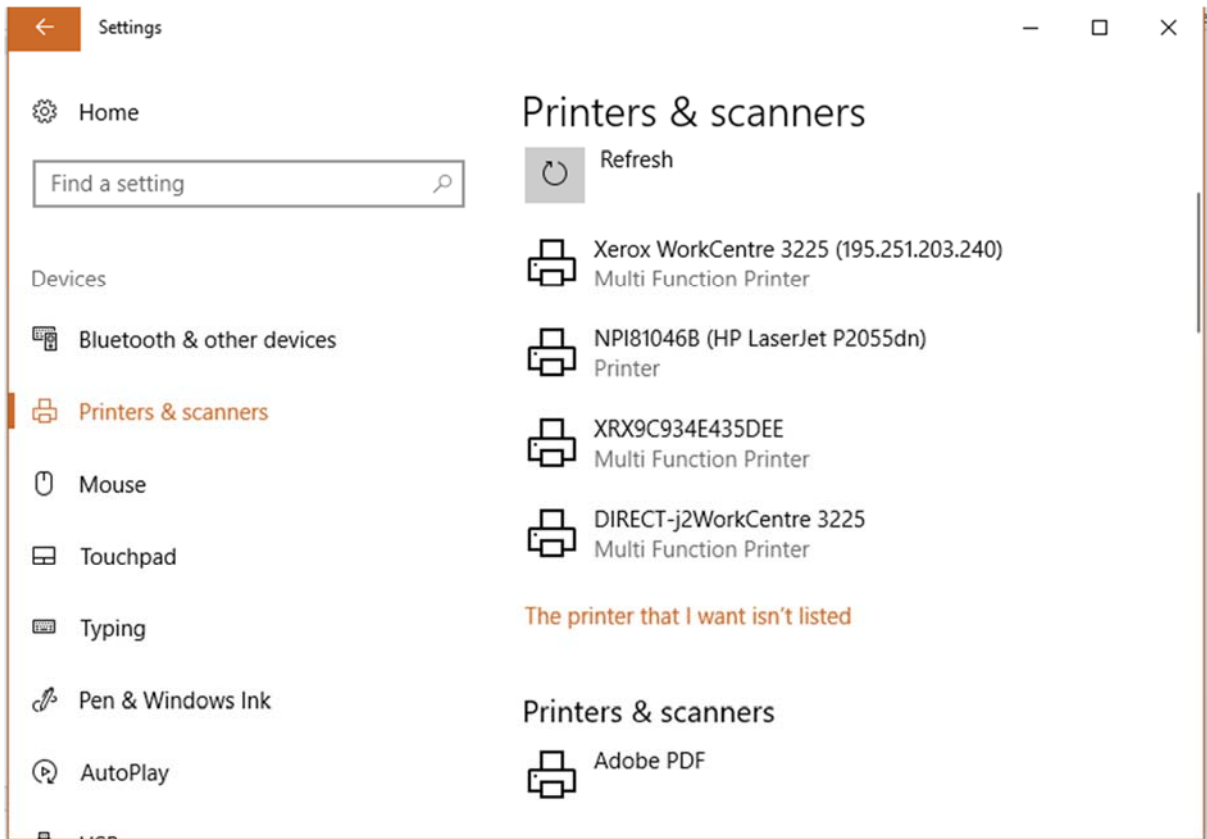 Settings
Home
Find a setting
Devices
Bluetooth & other devices
Printers & scanners
Mouse
Touchpad
Typing
Pen & Windows Ink
AutoPlay
Printers & scanners
Refresh
Xerox WorkCentre 3225 (195.251.203.240)
Multi Function Printer
NPI81046B (HP LaserJet P2055dn)
Printer
XRX9C934E435DEE
Multi Function Printer
DIRECT-j2WorkCentre 3225
Multi Function Printer
The printer that I want isn't listed
Printers & scanners
Adobe PDF